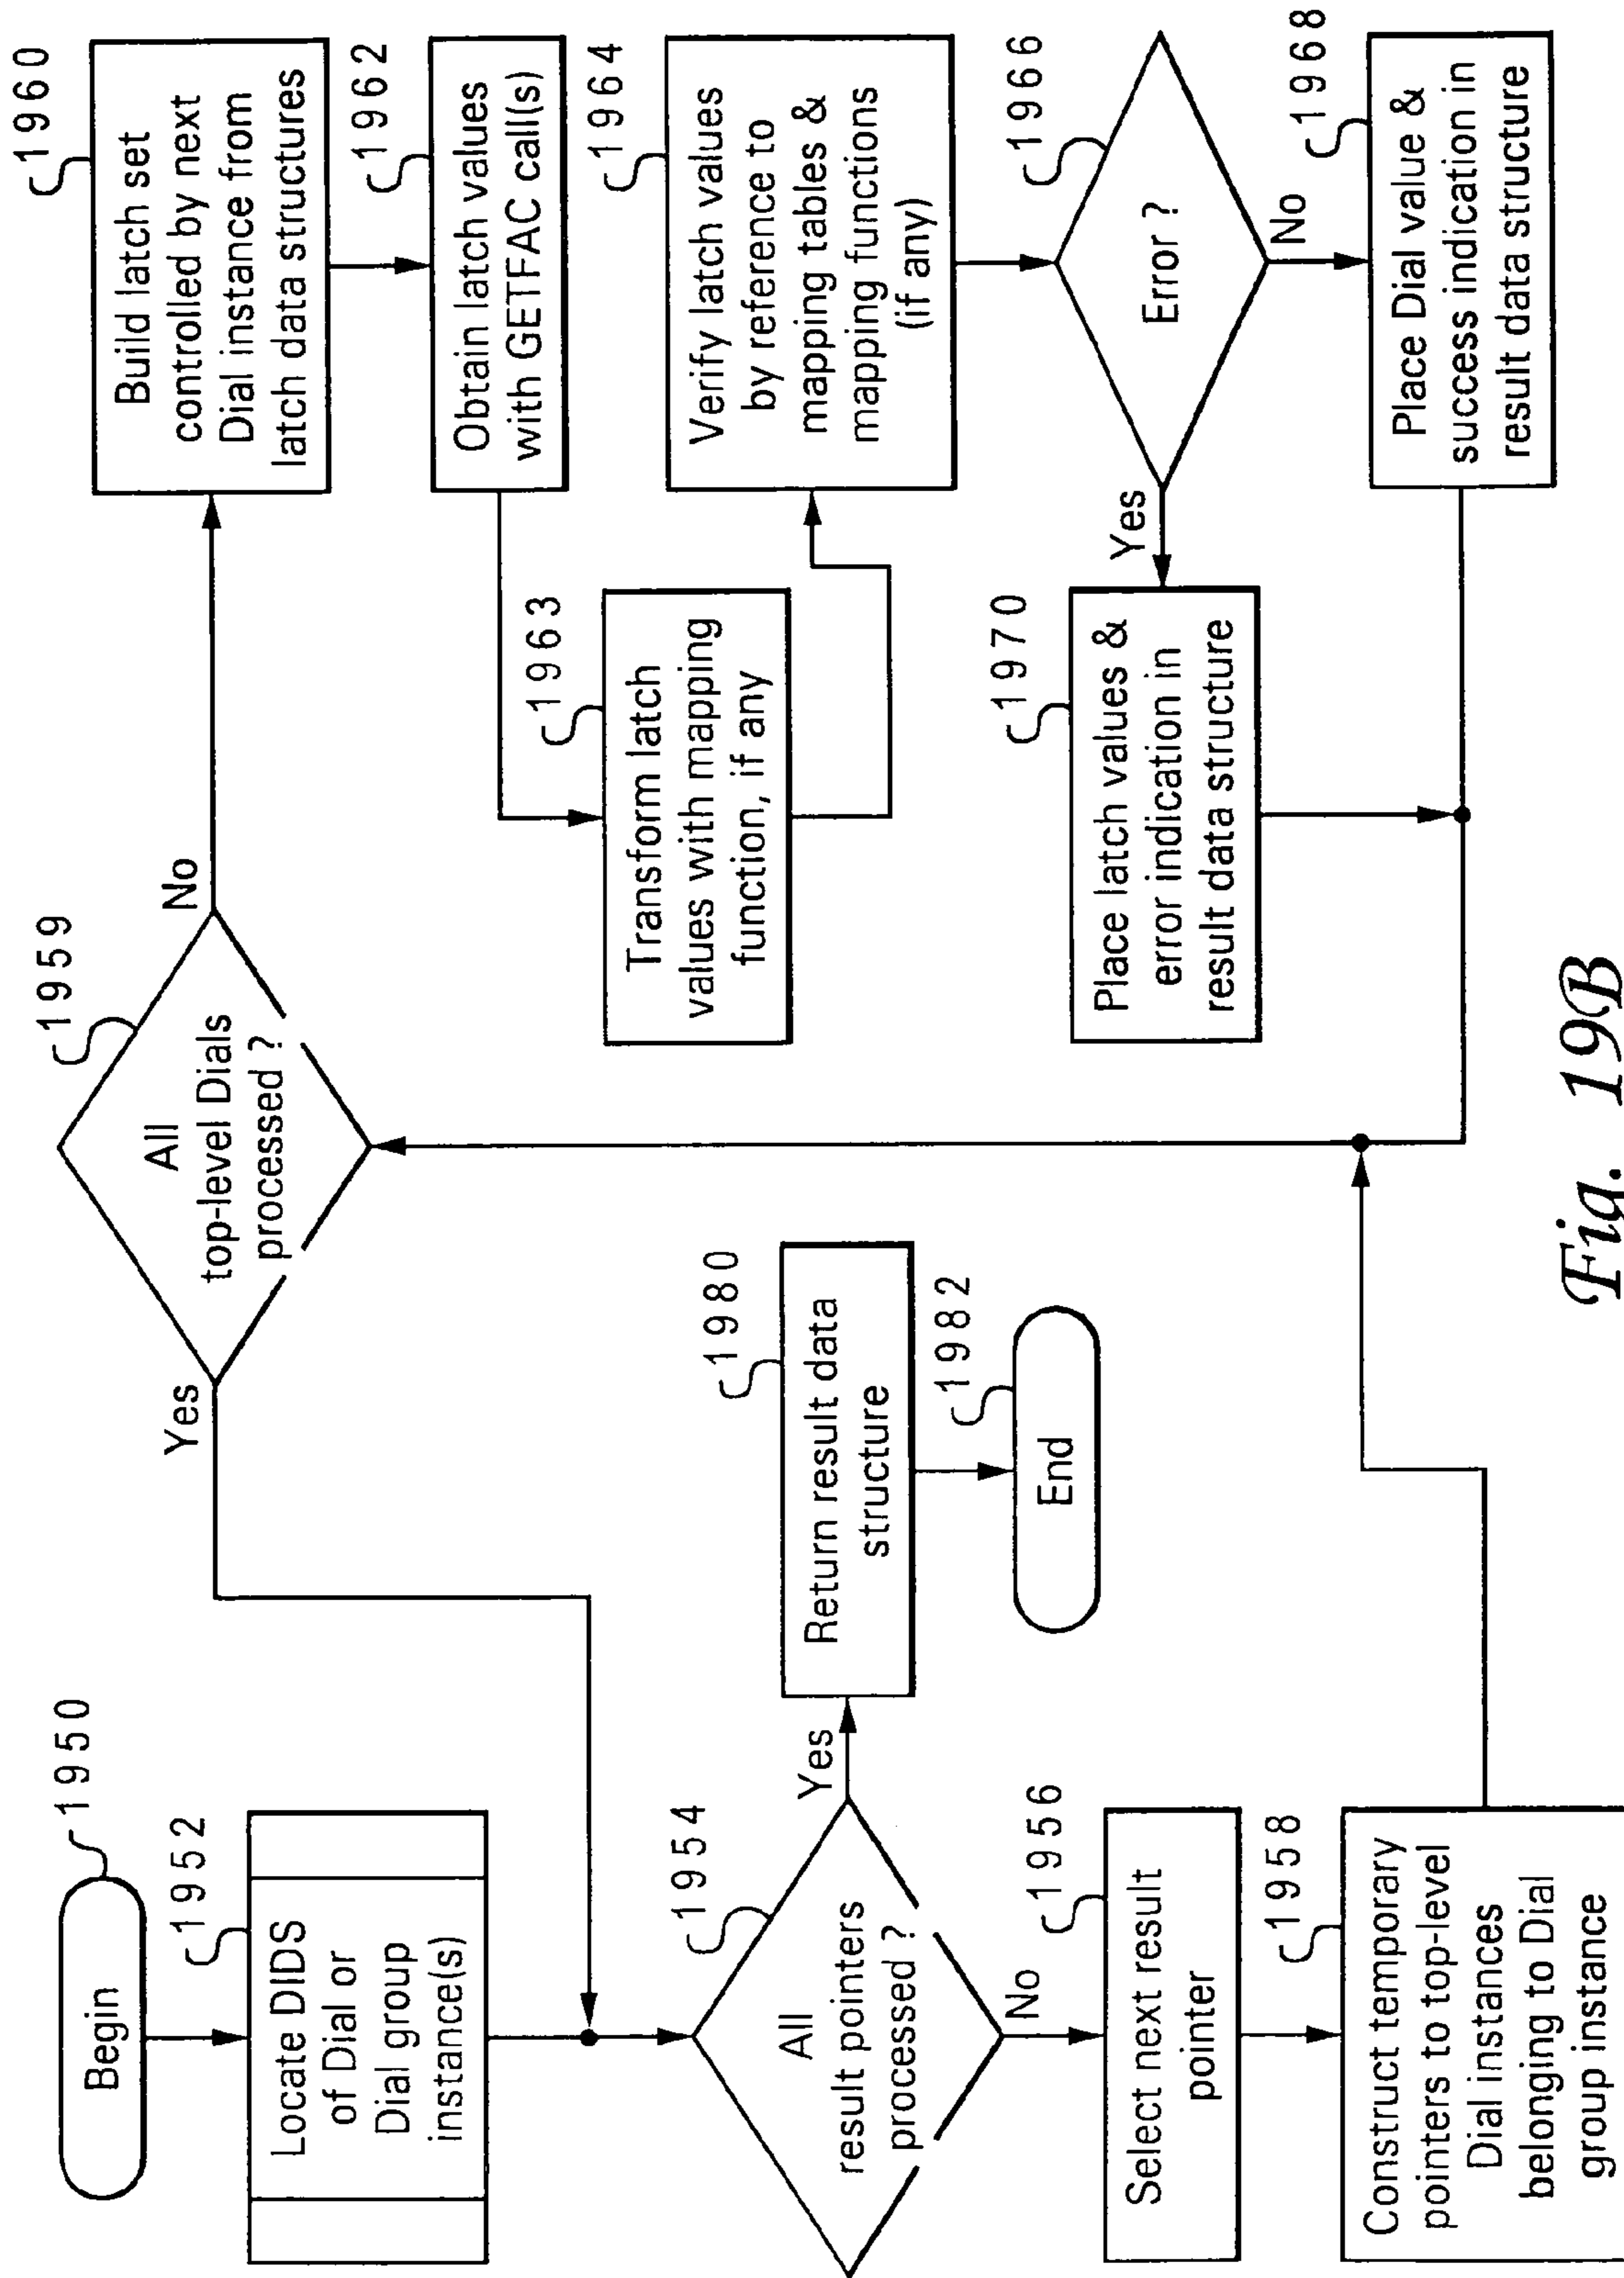 1950
Begin
1952
Locate DIDS
of Dial or
Dial group
instance(s)
1954
All
result pointers
processed ?
Yes
No
1956
Select next result
pointer
1958
Construct temporary
pointers to top-level
Dial instances
belonging to Dial
group instance
1980
Return result data
structure
1982
End
1959
All
top-level Dials
processed ?
Yes
No
1960
Build latch set
controlled by next
Dial instance from
latch data structures
1962
Obtain latch values
with GETFAC call(s)
1963
Transform latch
values with mapping
function, if any
1964
Verify latch values
by reference to
mapping tables &
mapping functions
(if any)
1966
Error ?
Yes
No
1970
Place latch values &
error indication in
result data structure
1968
Place Dial value &
success indication in
result data structure
Fig. 19B